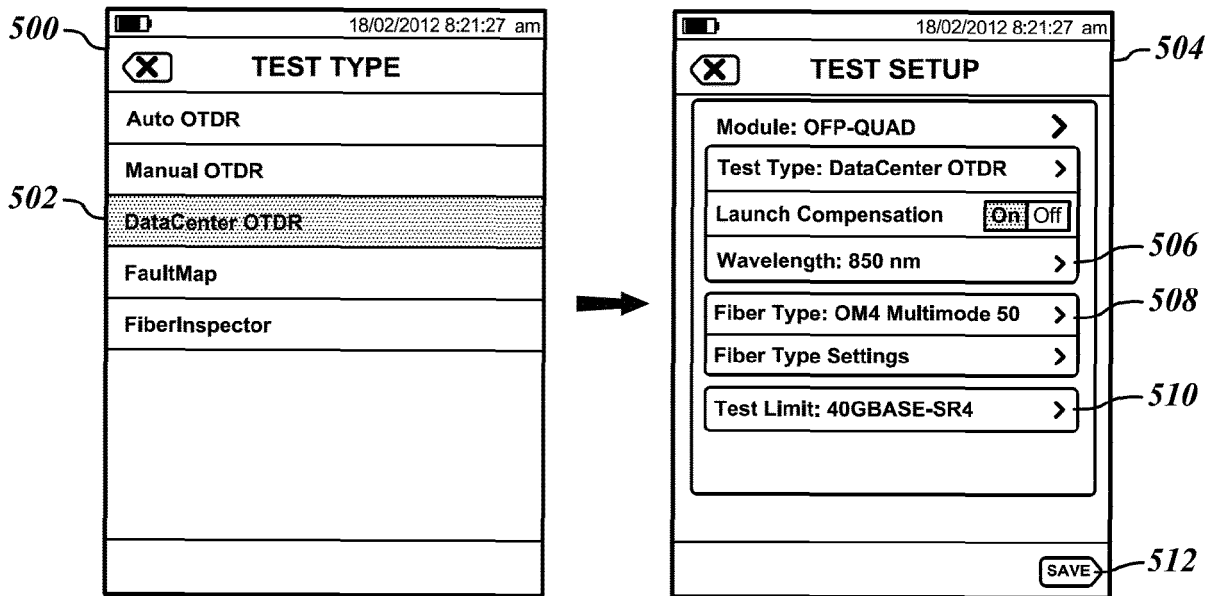 500
18/02/2012 8:21:27 am
TEST TYPE
Auto OTDR
Manual OTDR
502
DataCenter OTDR
FaultMap
FiberInspector
18/02/2012 8:21:27 am
504
TEST SETUP
Module: OFP-QUAD
Test Type: DataCenter OTDR
Launch Compensation On Off
Wavelength: 850 nm
506
Fiber Type: OM4 Multimode 50
508
Fiber Type Settings
Test Limit: 40GBASE-SR4
510
SAVE
512